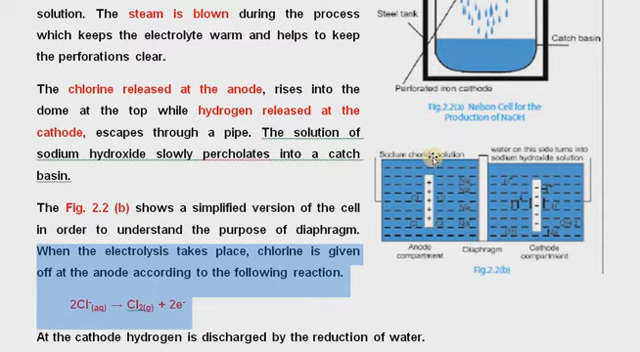 solution. The steam is blown during the process
which keeps the electrolyte warm and helps to keep
the perforations clear.
The chlorine released at the anode, rises into the
dome at the top while hydrogen released at the
cathode, escapes through a pipe. The solution of
sodium hydroxide slowly percholates into a catch
basin.
The Fig. 2.2 (b) shows a simplified version of the cell
in order to understand the purpose of diaphragm.
When the electrolysis takes place, chlorine is given
off at the anode according to the following reaction.
2Cl⁻(aq) → Cl₂(g) + 2e⁻
At the cathode hydrogen is discharged by the reduction of water.
Steel tank
Catch basin
Perforated iron cathode
Fig.2.2(a) Nelson Cell for the
Production of NaOH
Sodium chloride solution
water on this side turns into
sodium hydroxide solution
Anode
compartment
Diaphragm
Cathode
compartment
Fig.2.2(b)